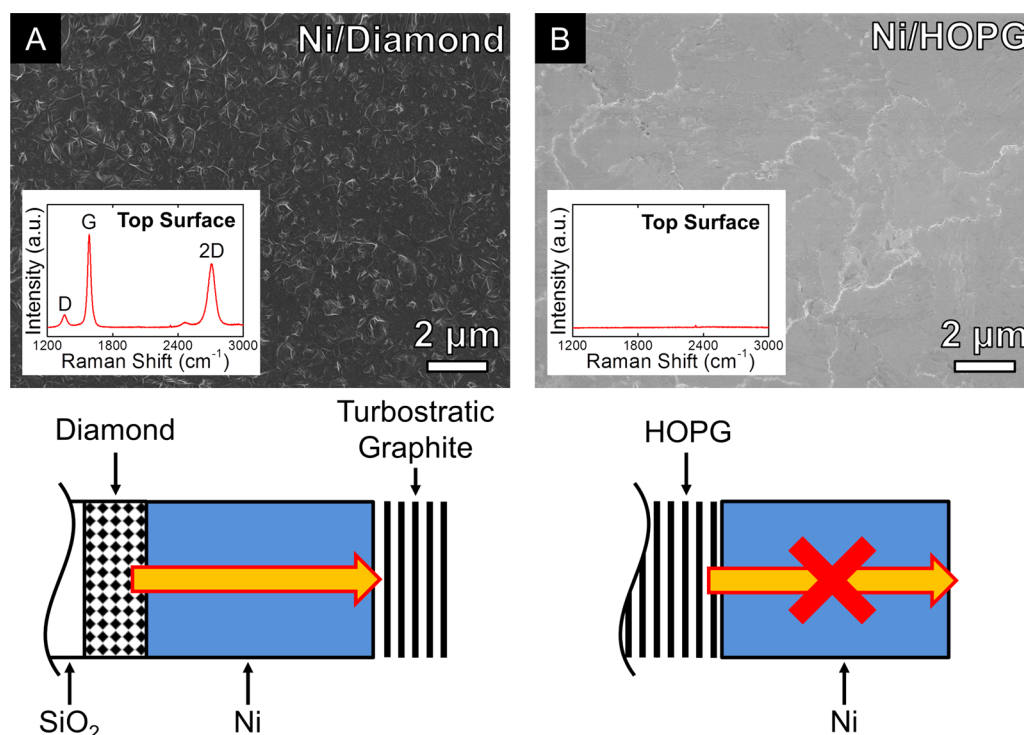 A
Ni/Diamond
Top Surface
G
2D
D
Intensity (a.u.)
1200 1800 2400 3000
Raman Shift (cm⁻¹)
2 μm
B
Ni/HOPG
Top Surface
Intensity (a.u.)
1200 1800 2400 3000
Raman Shift (cm⁻¹)
2 μm
Diamond
Turbostratic
Graphite
SiO₂
Ni
HOPG
Ni